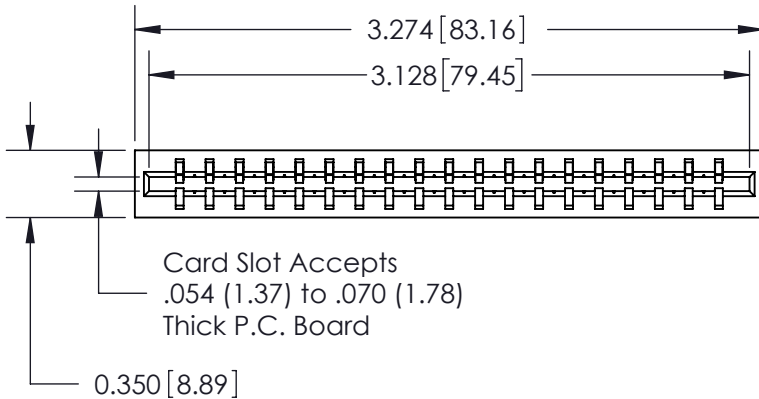 3.274 [83.16]
3.128 [79.45]
Card Slot Accepts
.054 (1.37) to .070 (1.78)
Thick P.C. Board
0.350 [8.89]